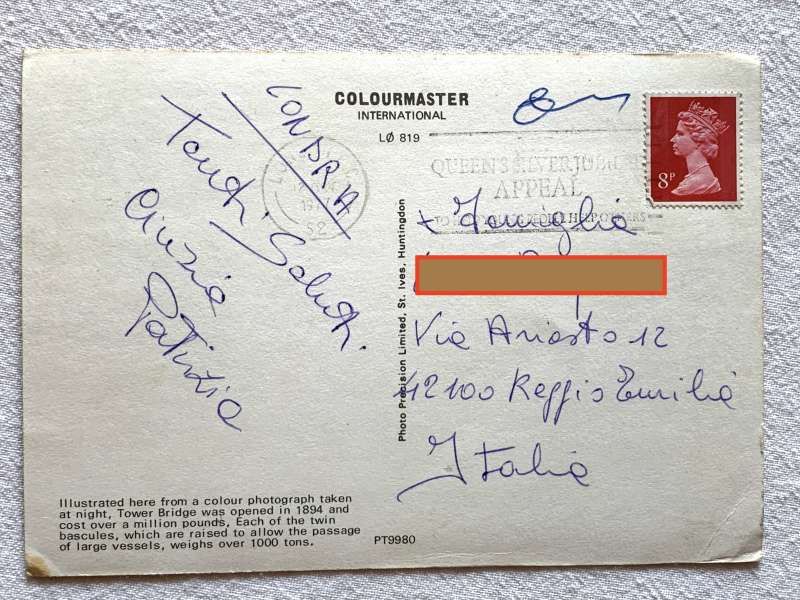 COLOURMASTER
INTERNATIONAL
LØ 819
QUEEN'S SILVER JUBILEE
APPEAL
8P
LONDRA
Tanti Saluti
Cinzia
Patrizia
Famiglia
Via Ariosto 12
42100 Reggio Emilia
Italia
Photo Precision Limited, St. Ives, Huntingdon
Illustrated here from a colour photograph taken
at night, Tower Bridge was opened in 1894 and
cost over a million pounds, Each of the twin
bascules, which are raised to allow the passage
of large vessels, weighs over 1000 tons.
PT9980